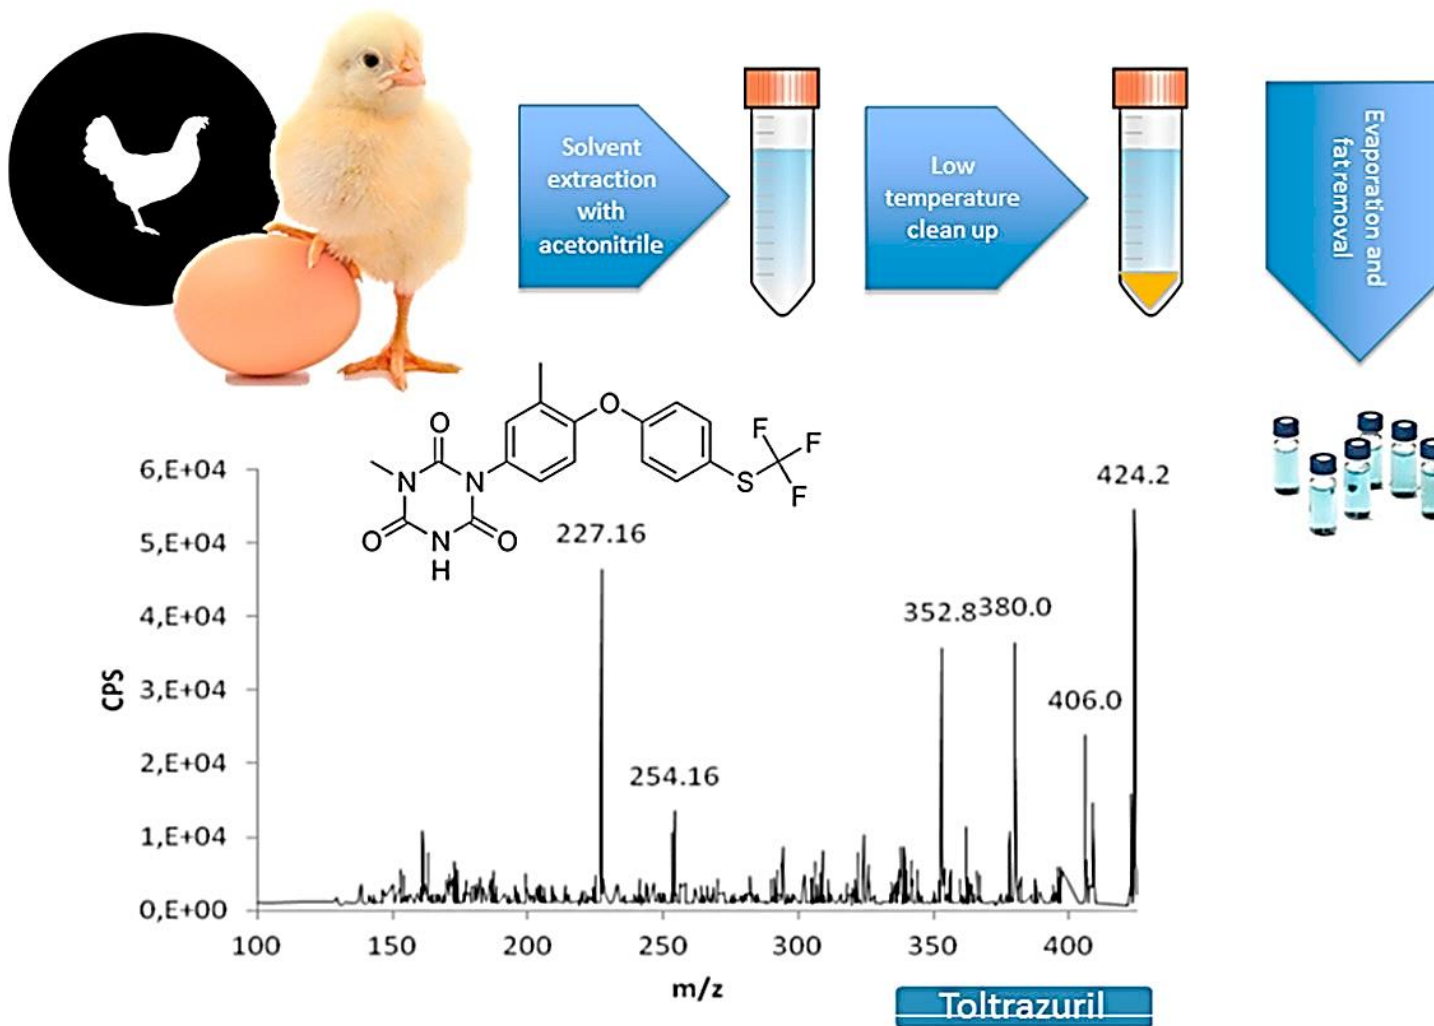 Solvent
extraction
with
acetonitrile
Low
temperature
clean up
Evaporation and
fat removal
O
O
O
O
N
N
N
H
S
F
F
F
6,E+04
5,E+04
4,E+04
3,E+04
2,E+04
1,E+04
0,E+00
CPS
227.16
254.16
352.8
380.0
406.0
424.2
100
150
200
250
300
350
400
m/z
Toltrazuril